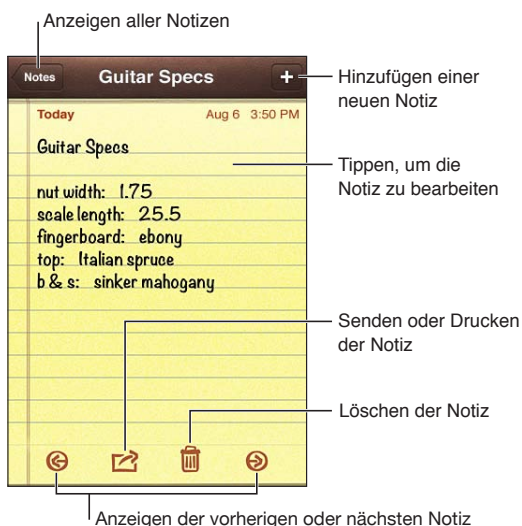 Anzeigen aller Notizen
Notes
Guitar Specs
+
Hinzufügen einer
neuen Notiz
Today
Aug 6 3:50 PM
Guitar Specs
Tippen, um die
Notiz zu bearbeiten
nut width: 1.75
scale length: 25.5
fingerboard: ebony
top: Italian spruce
b & s: sinker mahogany
Senden oder Drucken
der Notiz
Löschen der Notiz
Anzeigen der vorherigen oder nächsten Notiz